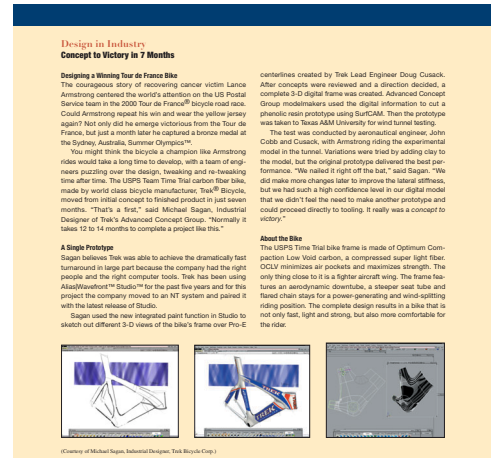 Design in Industry
Concept to Victory in 7 Months
Designing a Winning Tour de France Bike
The courageous story of recovering cancer victim Lance
Armstrong centered the world's attention on the US Postal
Service team in the 2000 Tour de France® bicycle road race.
Could Armstrong repeat his win and wear the yellow jersey
again? Not only did he emerge victorious from the Tour de
France, but just a month later he captured a bronze medal at
the Sydney, Australia, Summer Olympics™.
You might think the bicycle a champion like Armstrong
rides would take a long time to develop, with a team of engi-
neers puzzling over the design, tweaking and re-tweaking
time after time. The USPS Team Time Trial carbon fiber bike,
made by world class bicycle manufacturer, Trek® Bicycle,
moved from initial concept to finished product in just seven
months. "That's a first," said Michael Sagan, Industrial
Designer of Trek's Advanced Concept Group. "Normally it
takes 12 to 14 months to complete a project like this."
A Single Prototype
Sagan believes Trek was able to achieve the dramatically fast
turnaround in large part because the company had the right
people and the right computer tools. Trek has been using
Alias|Wavefront™ Studio™ for the past five years and for this
project the company moved to an NT system and paired it
with the latest release of Studio.
Sagan used the new integrated paint function in Studio to
sketch out different 3-D views of the bike's frame over Pro-E
centerlines created by Trek Lead Engineer Doug Cusack.
After concepts were reviewed and a direction decided, a
complete 3-D digital frame was created. Advanced Concept
Group modelmakers used the digital information to cut a
phenolic resin prototype using SurfCAM. Then the prototype
was taken to Texas A&M University for wind tunnel testing.
The test was conducted by aeronautical engineer, John
Cobb and Cusack, with Armstrong riding the experimental
model in the tunnel. Variations were tried by adding clay to
the model, but the original prototype delivered the best per-
formance. "We nailed it right off the bat," said Sagan. "We
did make more changes later to improve the lateral stiffness,
but we had such a high confidence level in our digital model
that we didn't feel the need to make another prototype and
could proceed directly to tooling. It really was a concept to
victory."
About the Bike
The USPS Time Trial bike frame is made of Optimum Com-
paction Low Void carbon, a compressed super light fiber.
OCLV minimizes air pockets and maximizes strength. The
only thing close to it is a fighter aircraft wing. The frame fea-
tures an aerodynamic downtube, a steeper seat tube and
flared chain stays for a power-generating and wind-splitting
riding position. The complete design results in a bike that is
not only fast, light and strong, but also more comfortable for
the rider.
TREK
TREK
(Courtesy of Michael Sagan, Industrial Designer, Trek Bicycle Corp.)